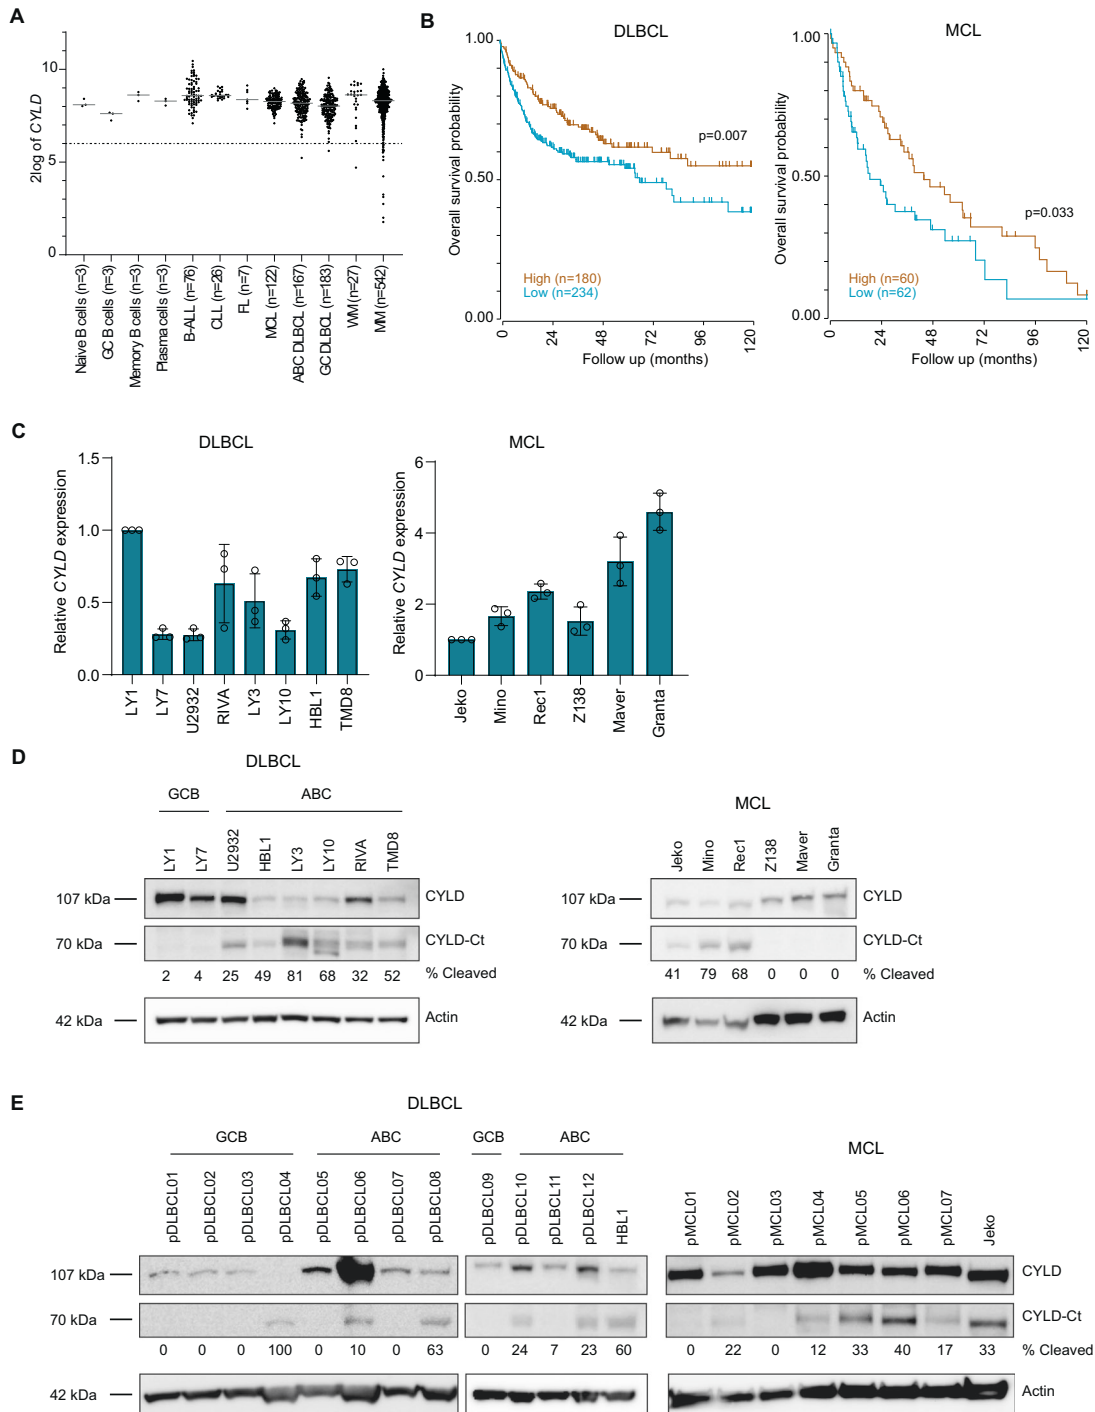 A
2log of CYLD
10
5
0
Naive B cells (n=3)
GC B cells (n=3)
Memory B cells (n=3)
Plasma cells (n=3)
B-ALL (n=76)
CLL (n=26)
FL (n=7)
MCL (n=122)
ABC DLBCL (n=167)
GC DLBCL (n=183)
WM (n=27)
MM (n=542)
B
DLBCL
Overall survival probability
1.00
0.50
0.00
p=0.007
High (n=180)
Low (n=234)
0 24 48 72 96 120
Follow up (months)
MCL
Overall survival probability
1.00
0.50
0.00
p=0.033
High (n=60)
Low (n=62)
0 24 48 72 96 120
Follow up (months)
C
DLBCL
Relative CYLD expression
1.5
1.0
0.5
0.0
LY1
LY7
U2932
RIVA
LY3
LY10
HBL1
TMD8
MCL
Relative CYLD expression
6
4
2
0
Jeko
Mino
Rec1
Z138
Maver
Granta
D
DLBCL
GCB ABC
LY1 LY7 U2932 HBL1 LY3 LY10 RIVA TMD8
107 kDa CYLD
70 kDa CYLD-Ct
2 4 25 49 81 68 32 52 % Cleaved
42 kDa Actin
MCL
Jeko Mino Rec1 Z138 Maver Granta
107 kDa CYLD
70 kDa CYLD-Ct
41 79 68 0 0 0 % Cleaved
42 kDa Actin
E
DLBCL
GCB ABC GCB ABC
MCL
pDLBCL01 pDLBCL02 pDLBCL03 pDLBCL04 pDLBCL05 pDLBCL06 pDLBCL07 pDLBCL08 pDLBCL09 pDLBCL10 pDLBCL11 pDLBCL12 HBL1
pMCL01 pMCL02 pMCL03 pMCL04 pMCL05 pMCL06 pMCL07 Jeko
107 kDa CYLD
70 kDa CYLD-Ct
0 0 0 100 0 10 0 63 0 24 7 23 60 0 22 0 12 33 40 17 33 % Cleaved
42 kDa Actin